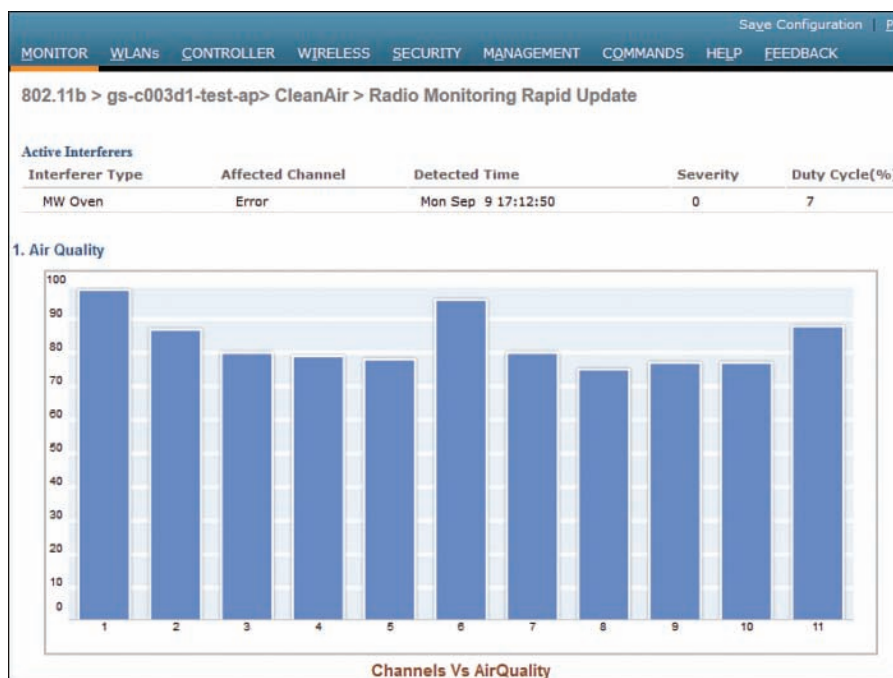 Save Configuration | P
MONITOR WLANs CONTROLLER WIRELESS SECURITY MANAGEMENT COMMANDS HELP FEEDBACK
802.11b > gs-c003d1-test-ap> CleanAir > Radio Monitoring Rapid Update
Active Interferers
Interferer Type Affected Channel Detected Time Severity Duty Cycle(%)
MW Oven Error Mon Sep 9 17:12:50 0 7
1. Air Quality
100
90
80
70
60
50
40
30
20
10
0
1 2 3 4 5 6 7 8 9 10 11
Channels Vs AirQuality